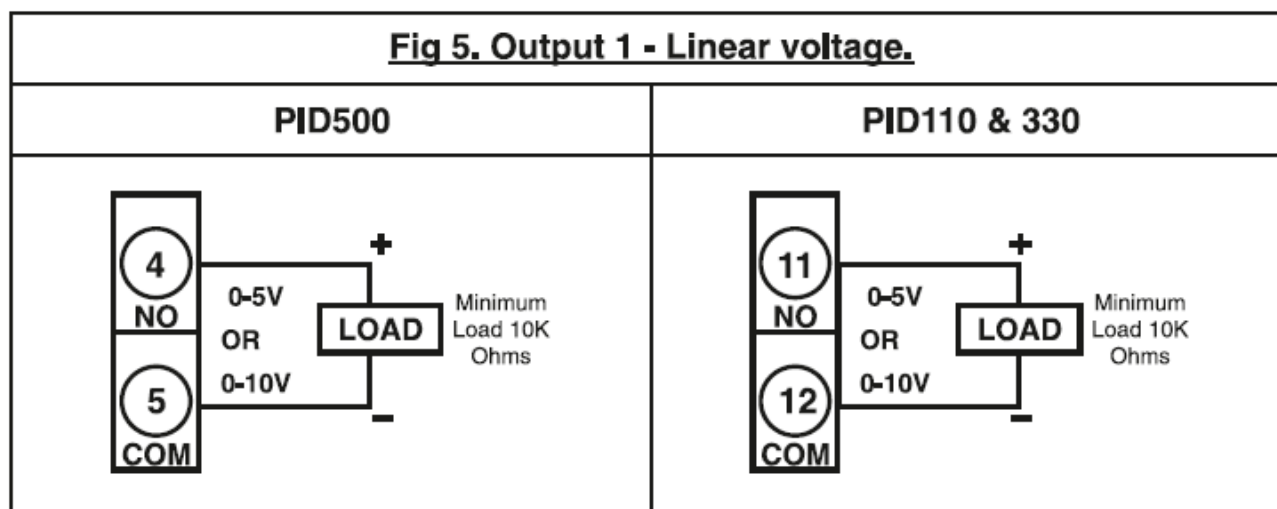 Fig 5. Output 1 - Linear voltage.
PID500
PID110 & 330
4
NO
5
COM
+
0-5V
OR
0-10V
LOAD
-
Minimum
Load 10K
Ohms
11
NO
12
COM
+
0-5V
OR
0-10V
LOAD
-
Minimum
Load 10K
Ohms